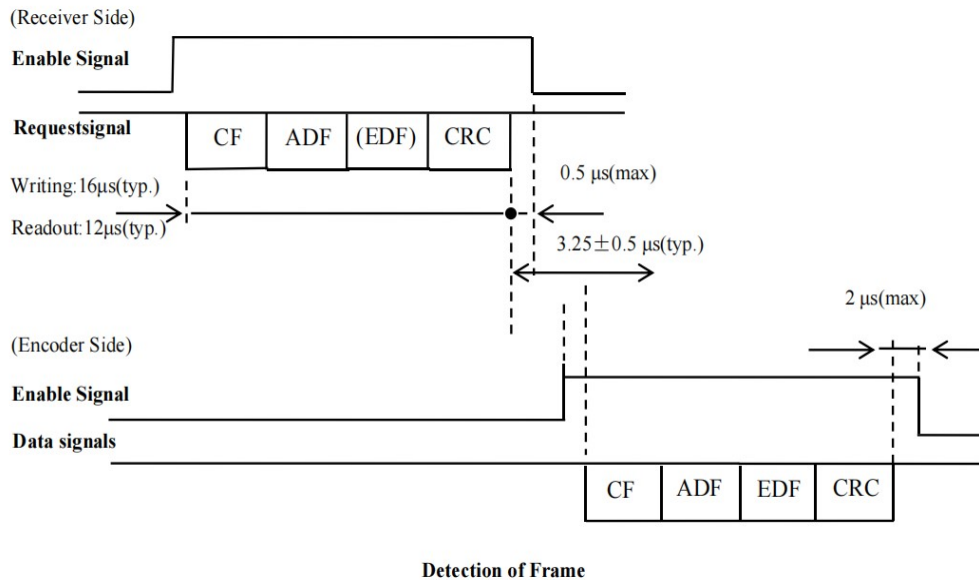 (Receiver Side)
Enable Signal
Requestsignal
CF ADF (EDF) CRC
Writing:16μs(typ.)
0.5 μs(max)
Readout:12μs(typ.)
3.25±0.5 μs(typ.)
2 μs(max)
(Encoder Side)
Enable Signal
Data signals
CF ADF EDF CRC
Detection of Frame